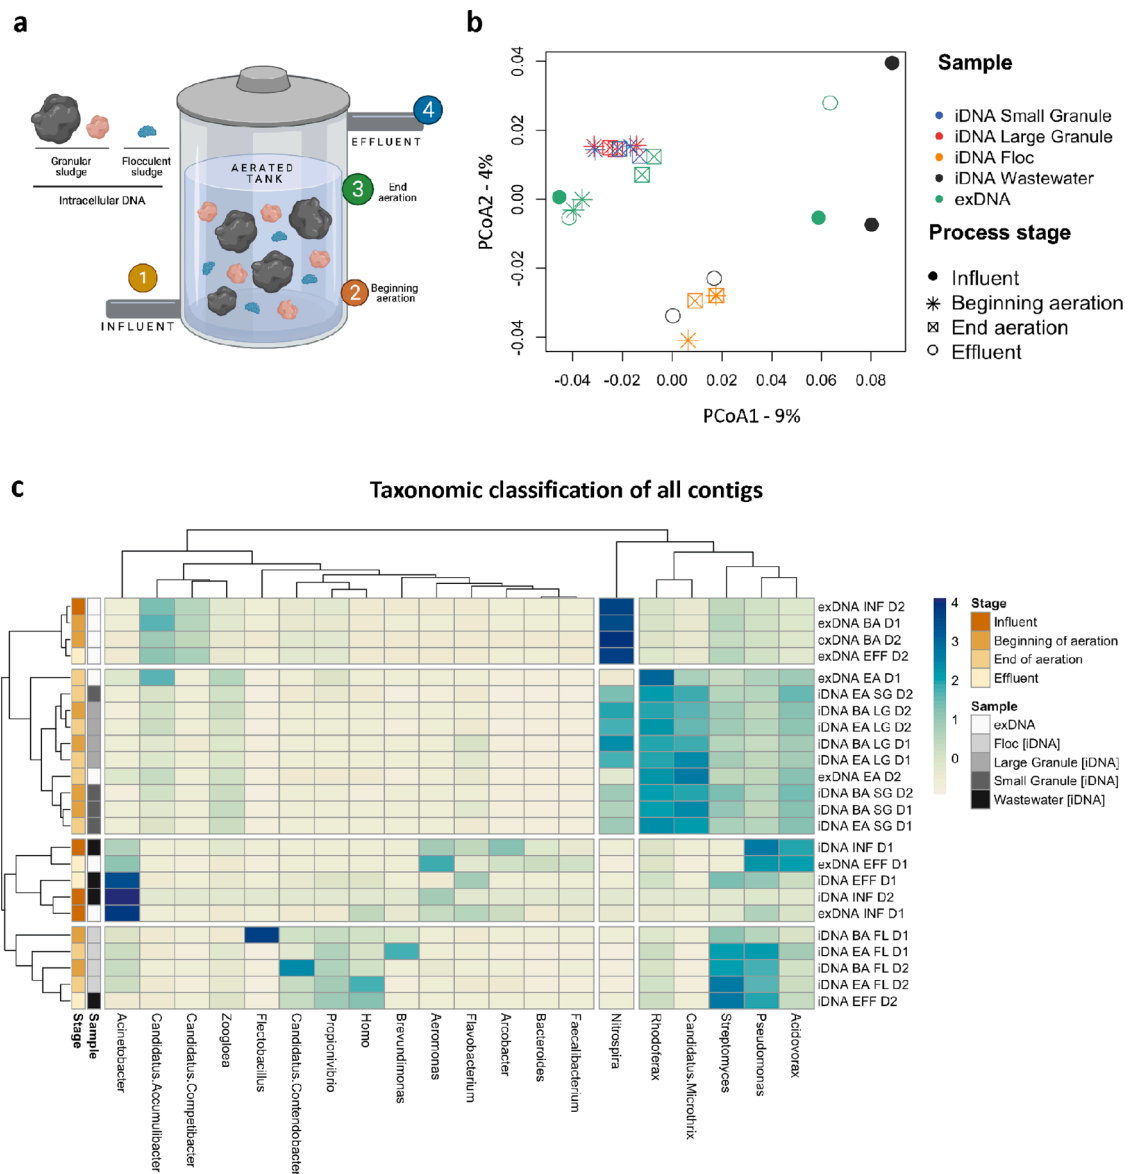 a
Granular
sludge
Flocculent
sludge
Intracellular DNA
AERATED
TANK
4
EFFLUENT
3
End
aeration
1
2
Beginning
aeration
INFLUENT
b
PCoA2 - 4%
0.04
0.02
0.00
-0.02
-0.04
-0.04
-0.02
0.00
0.02
0.04
0.06
0.08
PCoA1 - 9%
Sample
iDNA Small Granule
iDNA Large Granule
iDNA Floc
iDNA Wastewater
exDNA
Process stage
Influent
Beginning aeration
End aeration
Effluent
c
Taxonomic classification of all contigs
exDNA INF D2
exDNA BA D1
exDNA BA D2
exDNA EFF D2
exDNA EA D1
iDNA EA SG D2
iDNA BA LG D2
iDNA EA LG D2
iDNA BA LG D1
iDNA EA LG D1
exDNA EA D2
iDNA BA SG D2
iDNA BA SG D1
iDNA EA SG D1
iDNA INF D1
exDNA EFF D1
iDNA EFF D1
iDNA INF D2
exDNA INF D1
iDNA BA FL D1
iDNA EA FL D1
iDNA BA FL D2
iDNA EA FL D2
iDNA EFF D2
Stage
Sample
Acinetobacter
Candidatus.Accumulibacter
Candidatus.Competibacter
Zoogloea
Flectobacillus
Candidatus.Contendobacter
Propionivibrio
Homo
Brevundimonas
Aeromonas
Flavobacterium
Arcobacter
Bacteroides
Faecalibacterium
Nitrospira
Rhodoferax
Candidatus.Microthrix
Streptomyces
Pseudomonas
Acidovorax
4
3
2
1
0
Stage
Influent
Beginning of aeration
End of aeration
Effluent
Sample
exDNA
Floc [iDNA]
Large Granule [iDNA]
Small Granule [iDNA]
Wastewater [iDNA]